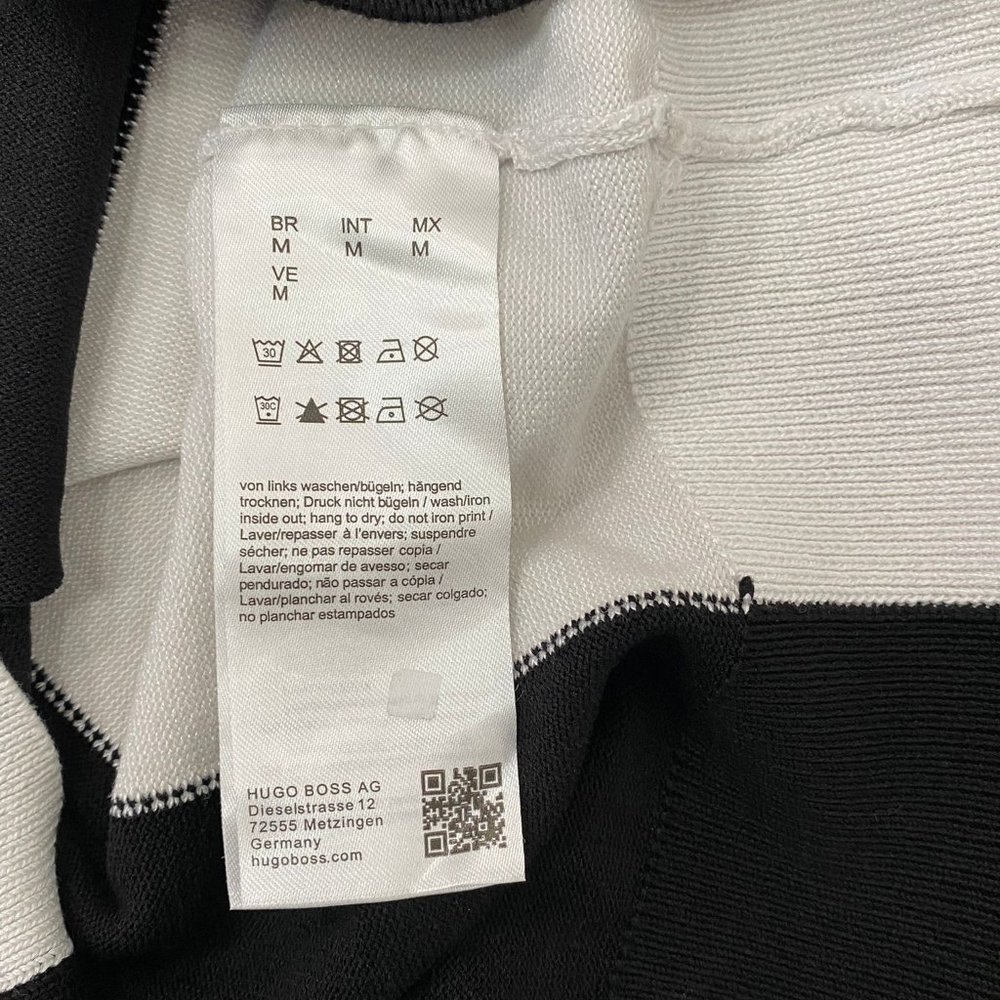 BR INT MX
M M M
VE
M
30
30C
von links waschen/bügeln; hängend
trocknen; Druck nicht bügeln / wash/iron
inside out; hang to dry; do not iron print /
Laver/repasser à l'envers; suspendre
sécher; ne pas repasser copia /
Lavar/engomar de avesso; secar
pendurado; não passar a cópia /
Lavar/planchar al rovés; secar colgado;
no planchar estampados
HUGO BOSS AG
Dieselstrasse 12
72555 Metzingen
Germany
hugoboss.com